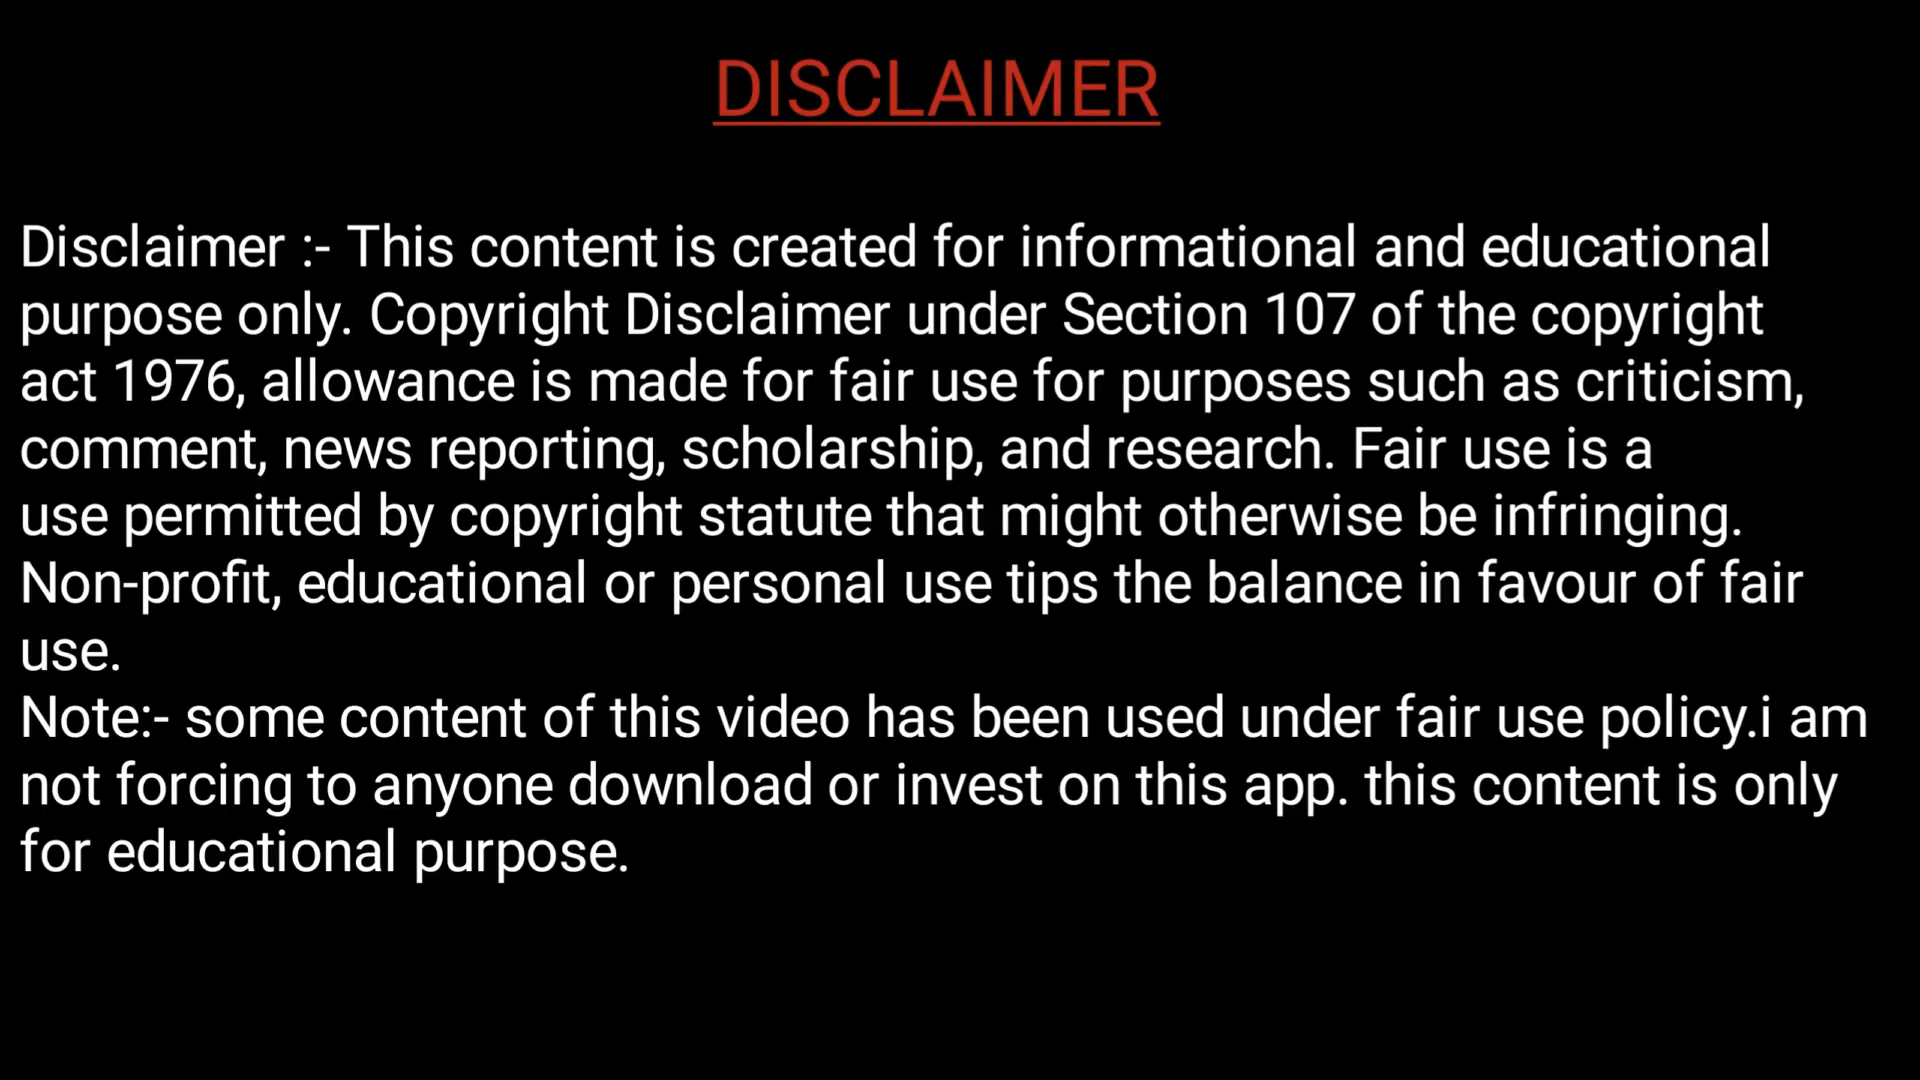 DISCLAIMER
Disclaimer :- This content is created for informational and educational
purpose only. Copyright Disclaimer under Section 107 of the copyright
act 1976, allowance is made for fair use for purposes such as criticism,
comment, news reporting, scholarship, and research. Fair use is a
use permitted by copyright statute that might otherwise be infringing.
Non-profit, educational or personal use tips the balance in favour of fair
use.
Note:- some content of this video has been used under fair use policy.i am
not forcing to anyone download or invest on this app. this content is only
for educational purpose.